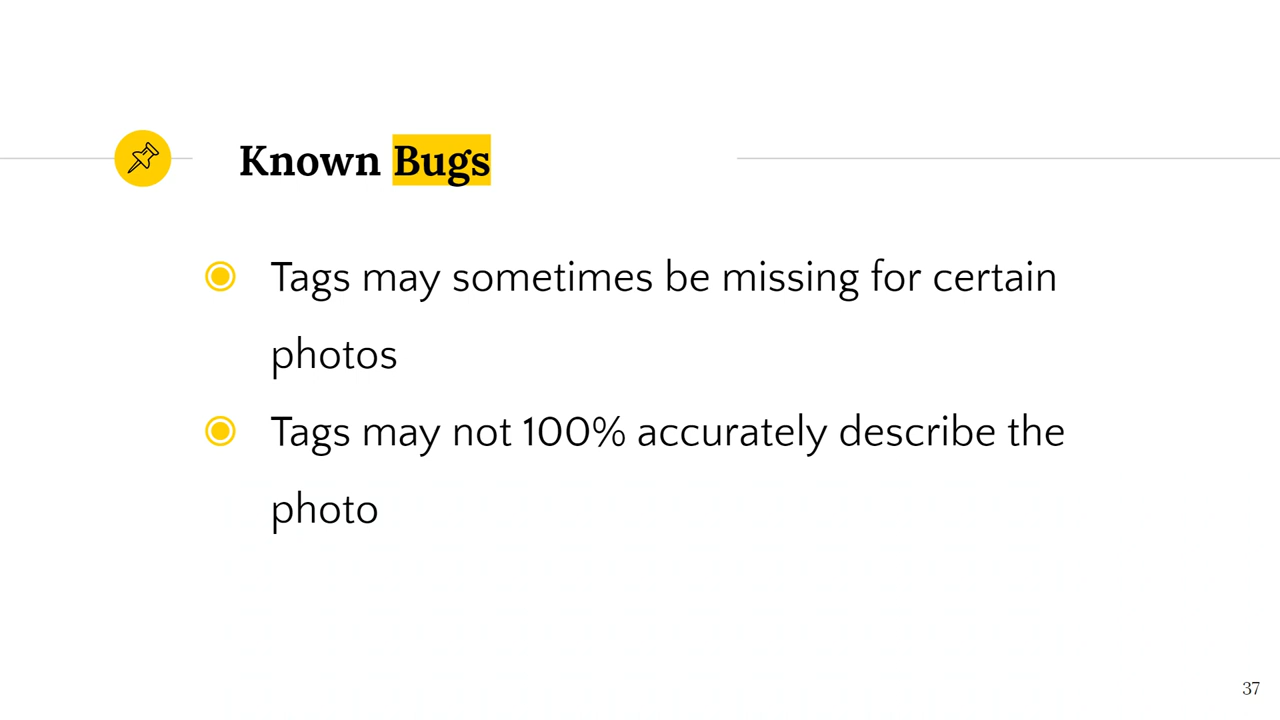 Known Bugs
Tags may sometimes be missing for certain
photos
Tags may not 100% accurately describe the
photo
37